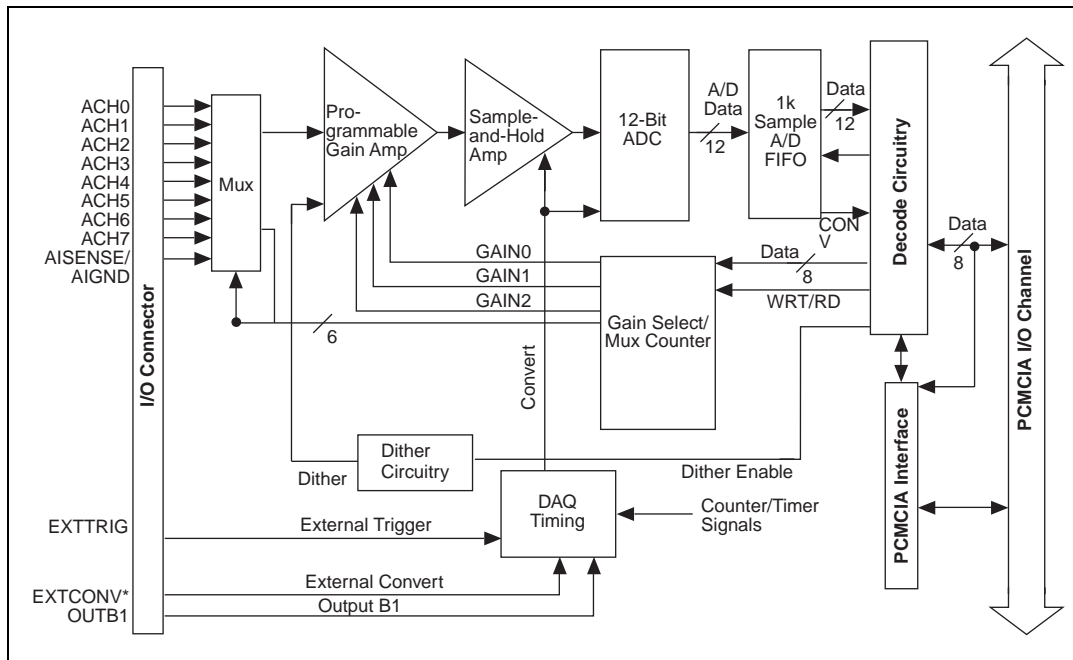 I/O Connector
ACH0
ACH1
ACH2
ACH3
ACH4
ACH5
ACH6
ACH7
AISENSE/
AIGND
EXTTRIG
EXTCONV*
OUTB1
Mux
Pro-
grammable
Gain Amp
Sample-
and-Hold
Amp
12-Bit
ADC
A/D
Data
12
1k
Sample
A/D
FIFO
Data
12
CON
V
Decode Circuitry
Data
8
PCMCIA I/O Channel
GAIN0
GAIN1
GAIN2
6
Gain Select/
Mux Counter
Data
8
WRT/RD
Convert
Dither
Dither
Circuitry
Dither Enable
PCMCIA Interface
DAQ
Timing
Counter/Timer
Signals
External Trigger
External Convert
Output B1